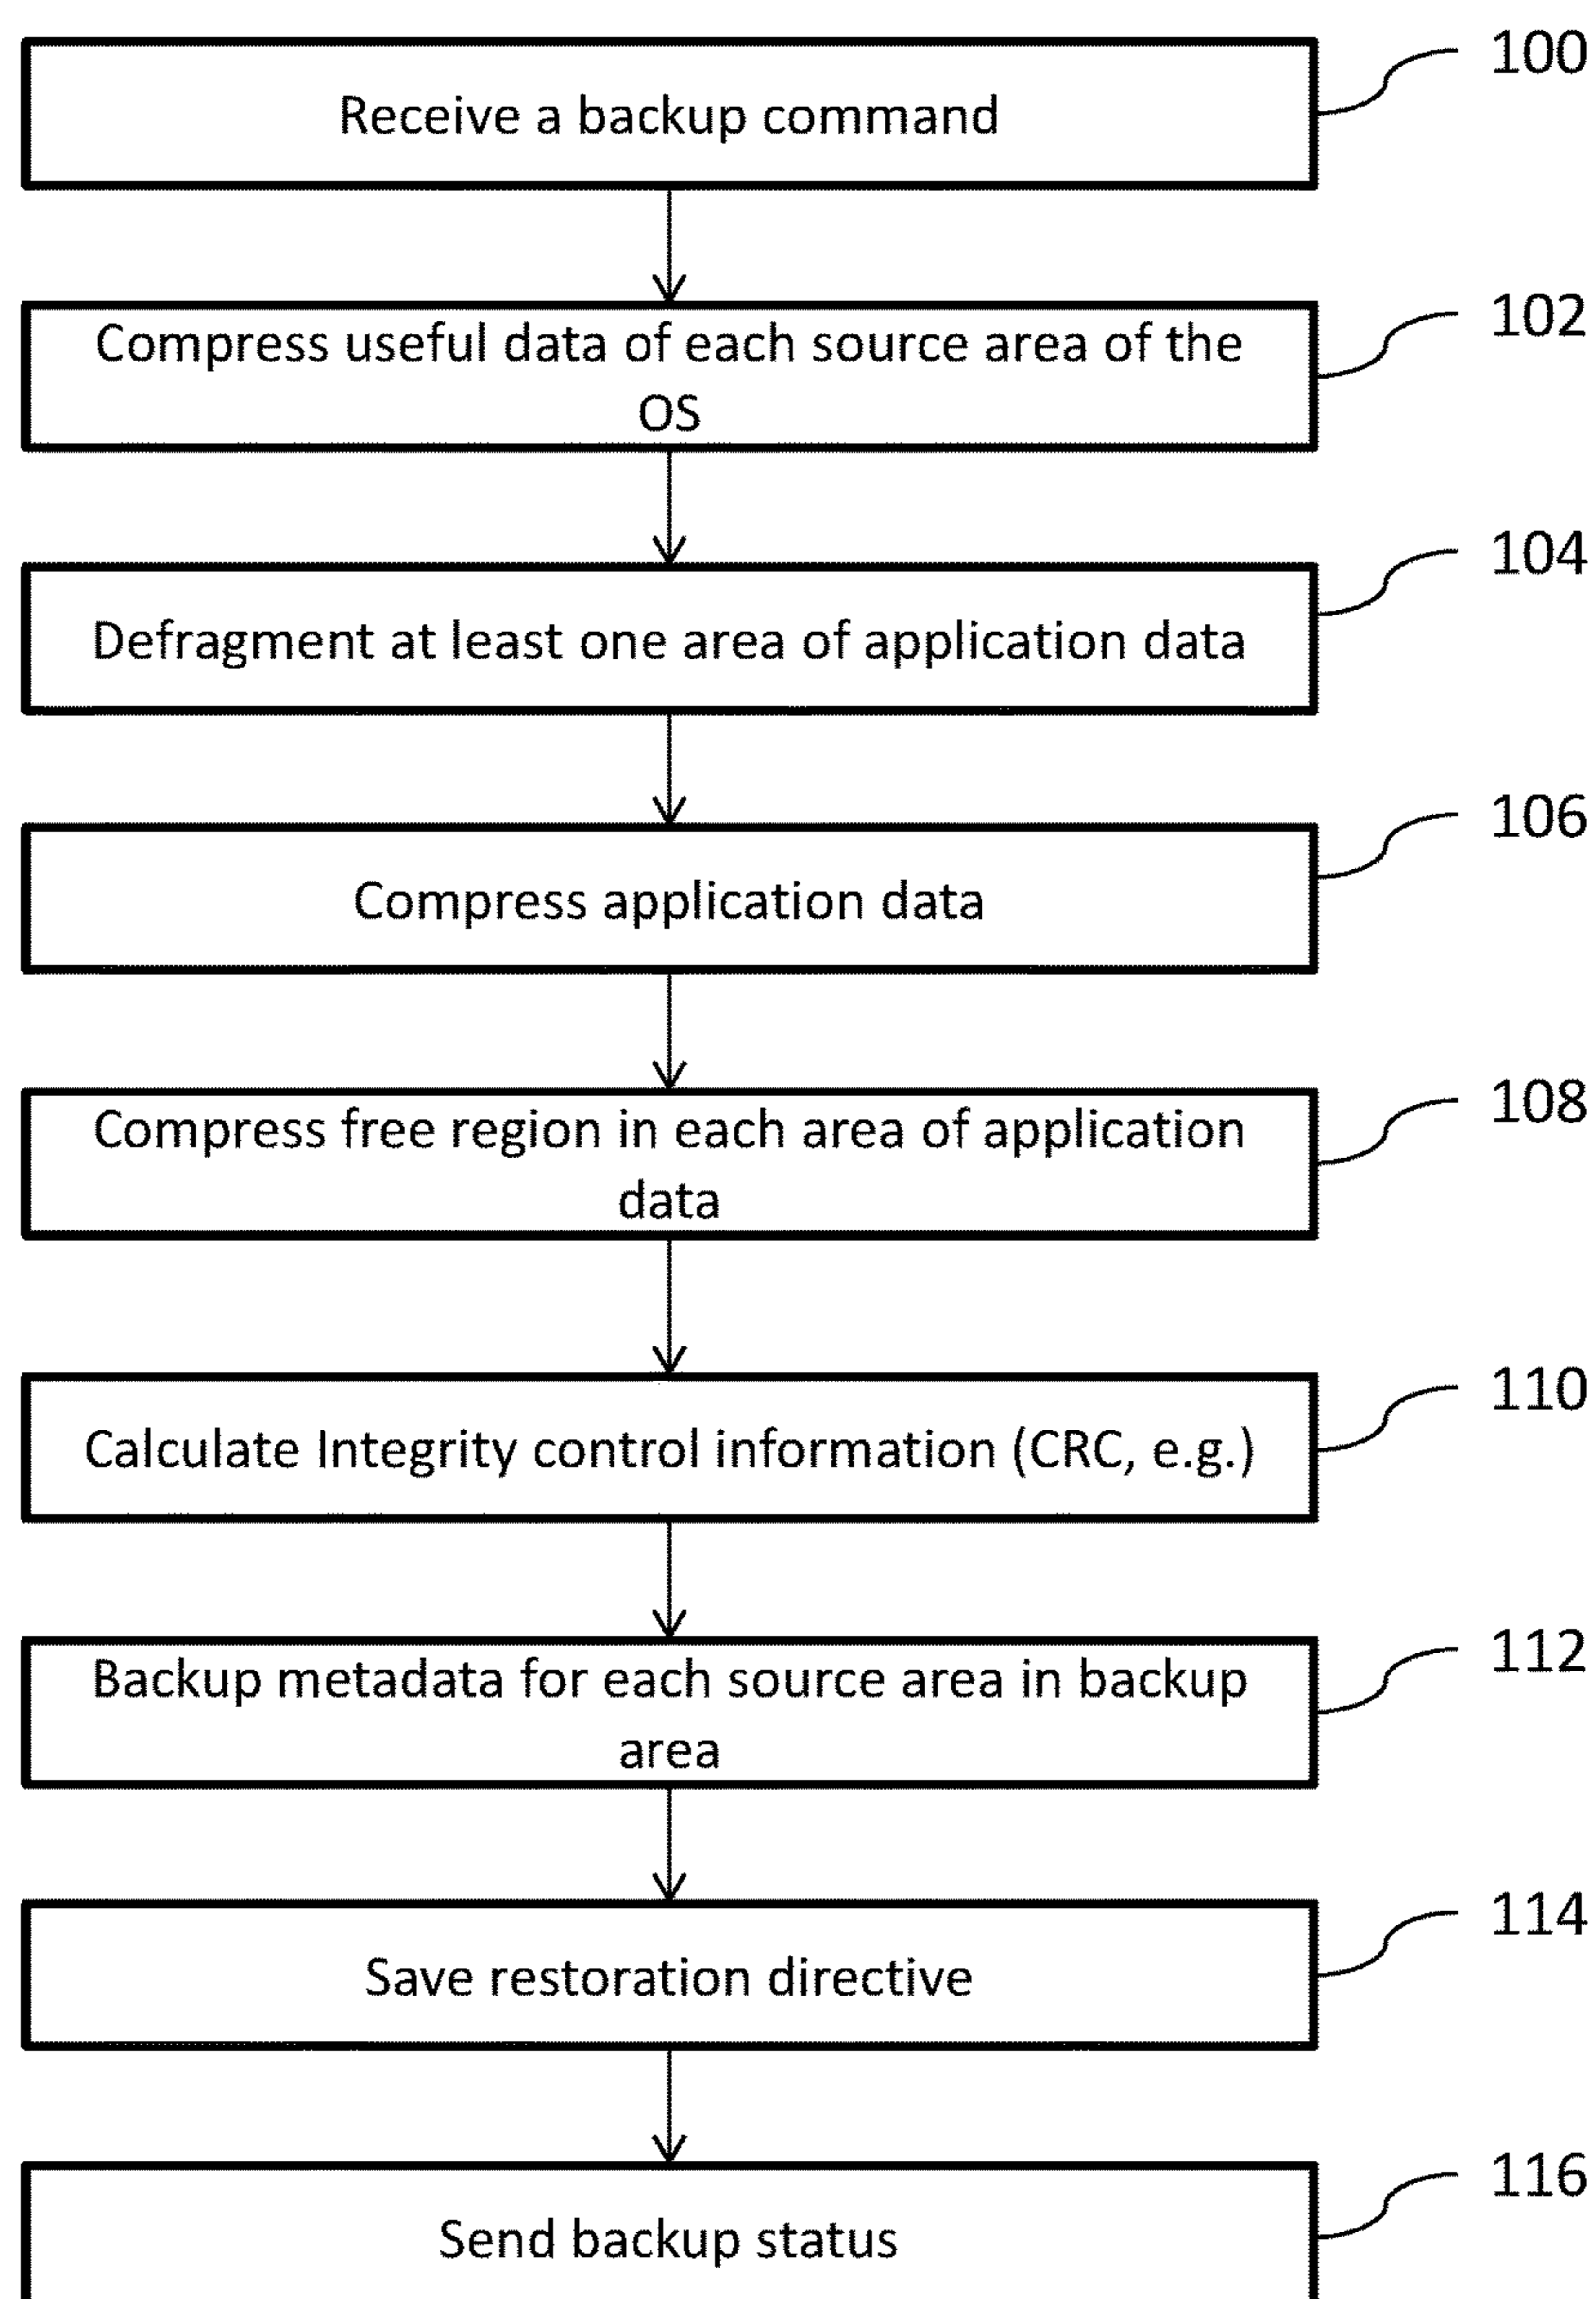 100
Receive a backup command
102
Compress useful data of each source area of the
OS
104
Defragment at least one area of application data
106
Compress application data
108
Compress free region in each area of application
data
110
Calculate Integrity control information (CRC, e.g.)
112
Backup metadata for each source area in backup
area
114
Save restoration directive
116
Send backup status